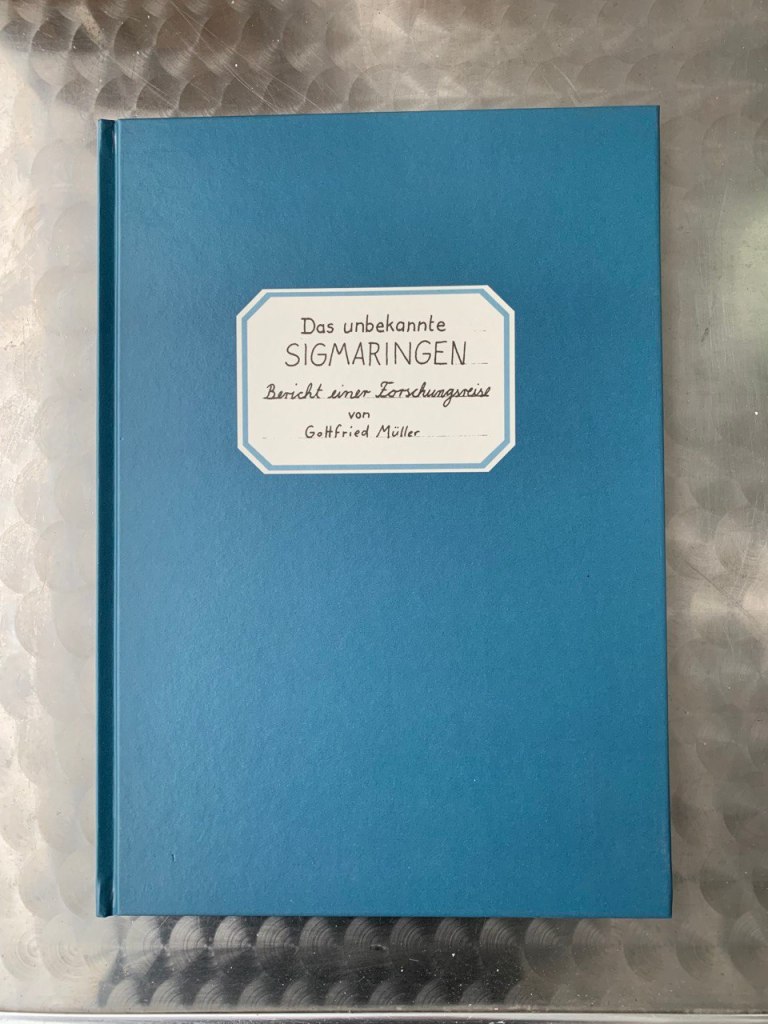 Das unbekannte
SIGMARINGEN
Bericht einer Forschungsreise
von
Gottfried Müller